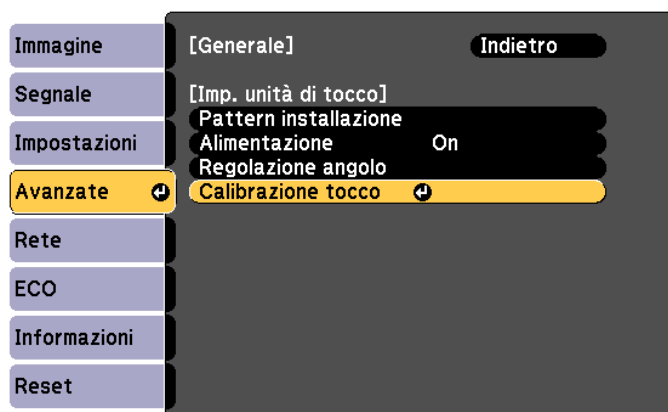 Immagine
Segnale
Impostazioni
Avanzate
Rete
ECO
Informazioni
Reset
[Generale] Indietro
[Imp. unità di tocco]
Pattern installazione
Alimentazione On
Regolazione angolo
Calibrazione tocco